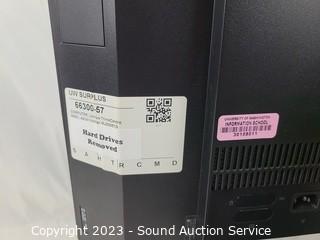 UW SURPLUS
66300-57
Hard Drives
Removed
S A H T R C M D
UNIVERSITY OF WASHINGTON
INFORMATION SCHOOL
Copyright © 2023 - Sound Auction Service